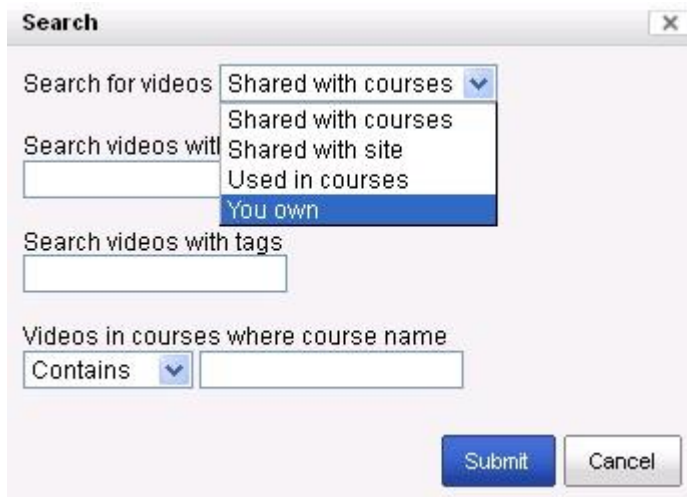 Search
Search for videos Shared with courses
Shared with courses
Search videos with Shared with site
Used in courses
You own
Search videos with tags
Videos in courses where course name
Contains
Submit Cancel